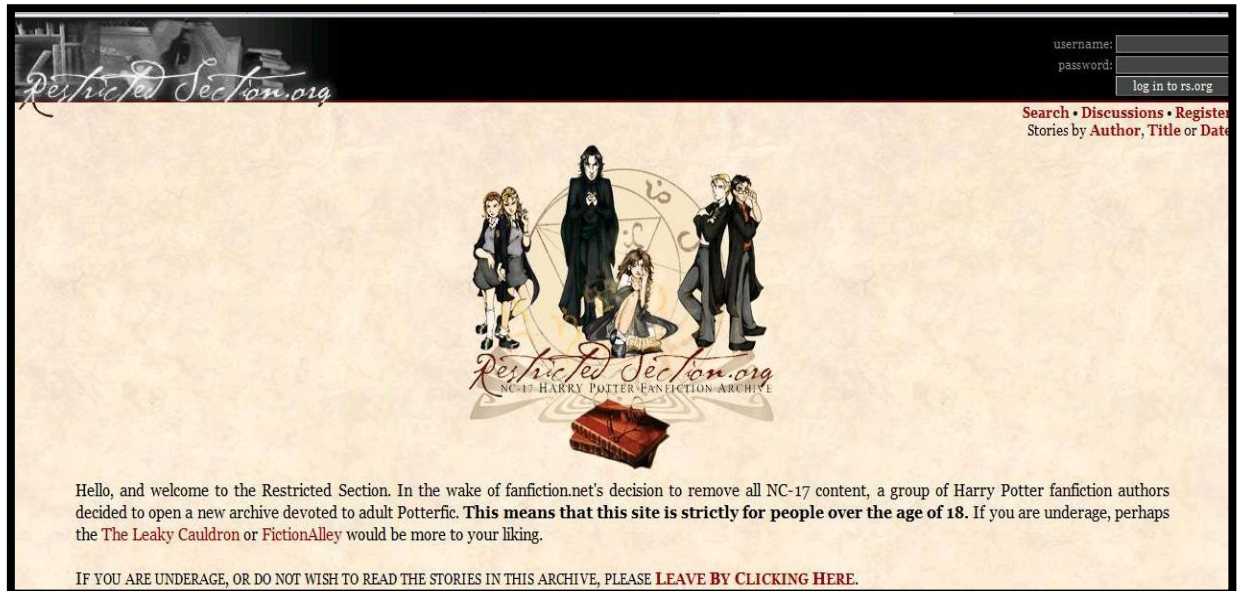 Restricted Section.org
username:
password:
log in to rs.org
Search • Discussions • Register
Stories by Author, Title or Date
Restricted Section.org
NC-17 HARRY POTTER FANFICTION ARCHIVE
Hello, and welcome to the Restricted Section. In the wake of fanfiction.net's decision to remove all NC-17 content, a group of Harry Potter fanfiction authors
decided to open a new archive devoted to adult Potterfic. This means that this site is strictly for people over the age of 18. If you are underage, perhaps
the The Leaky Cauldron or FictionAlley would be more to your liking.
IF YOU ARE UNDERAGE, OR DO NOT WISH TO READ THE STORIES IN THIS ARCHIVE, PLEASE LEAVE BY CLICKING HERE.